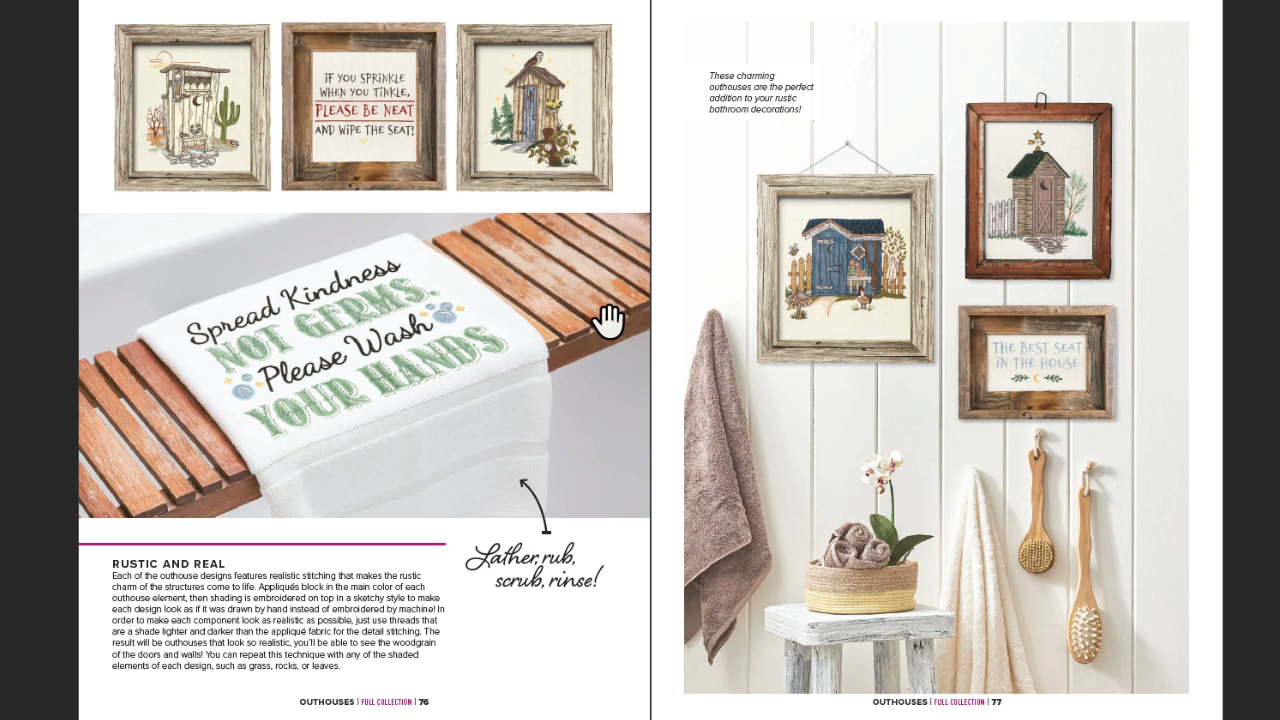 IF YOU SPRINKLE
WHEN YOU TINKLE,
PLEASE BE NEAT
AND WIPE THE SEAT!
Spread Kindness
NOT GERMS.
Please Wash
YOUR HANDS
Lather, rub,
scrub, rinse!
RUSTIC AND REAL
Each of the outhouse designs features realistic stitching that makes the rustic
charm of the structures come to life. Appliqués block in the main color of each
outhouse element, then shading is embroidered on top in a sketchy style to make
each design look as if it was drawn by hand instead of embroidered by machine! In
order to make each component look as realistic as possible, just use threads that
are a shade lighter and darker than the appliqué fabric for the detail stitching. The
result will be outhouses that look so realistic, you'll be able to see the woodgrain
of the doors and walls! You can repeat this technique with any of the shaded
elements of each design, such as grass, rocks, or leaves.
OUTHOUSES | FULL COLLECTION | 76
These charming
outhouses are the perfect
addition to your rustic
bathroom decorations!
THE BEST SEAT
IN THE HOUSE
OUTHOUSES | FULL COLLECTION | 77